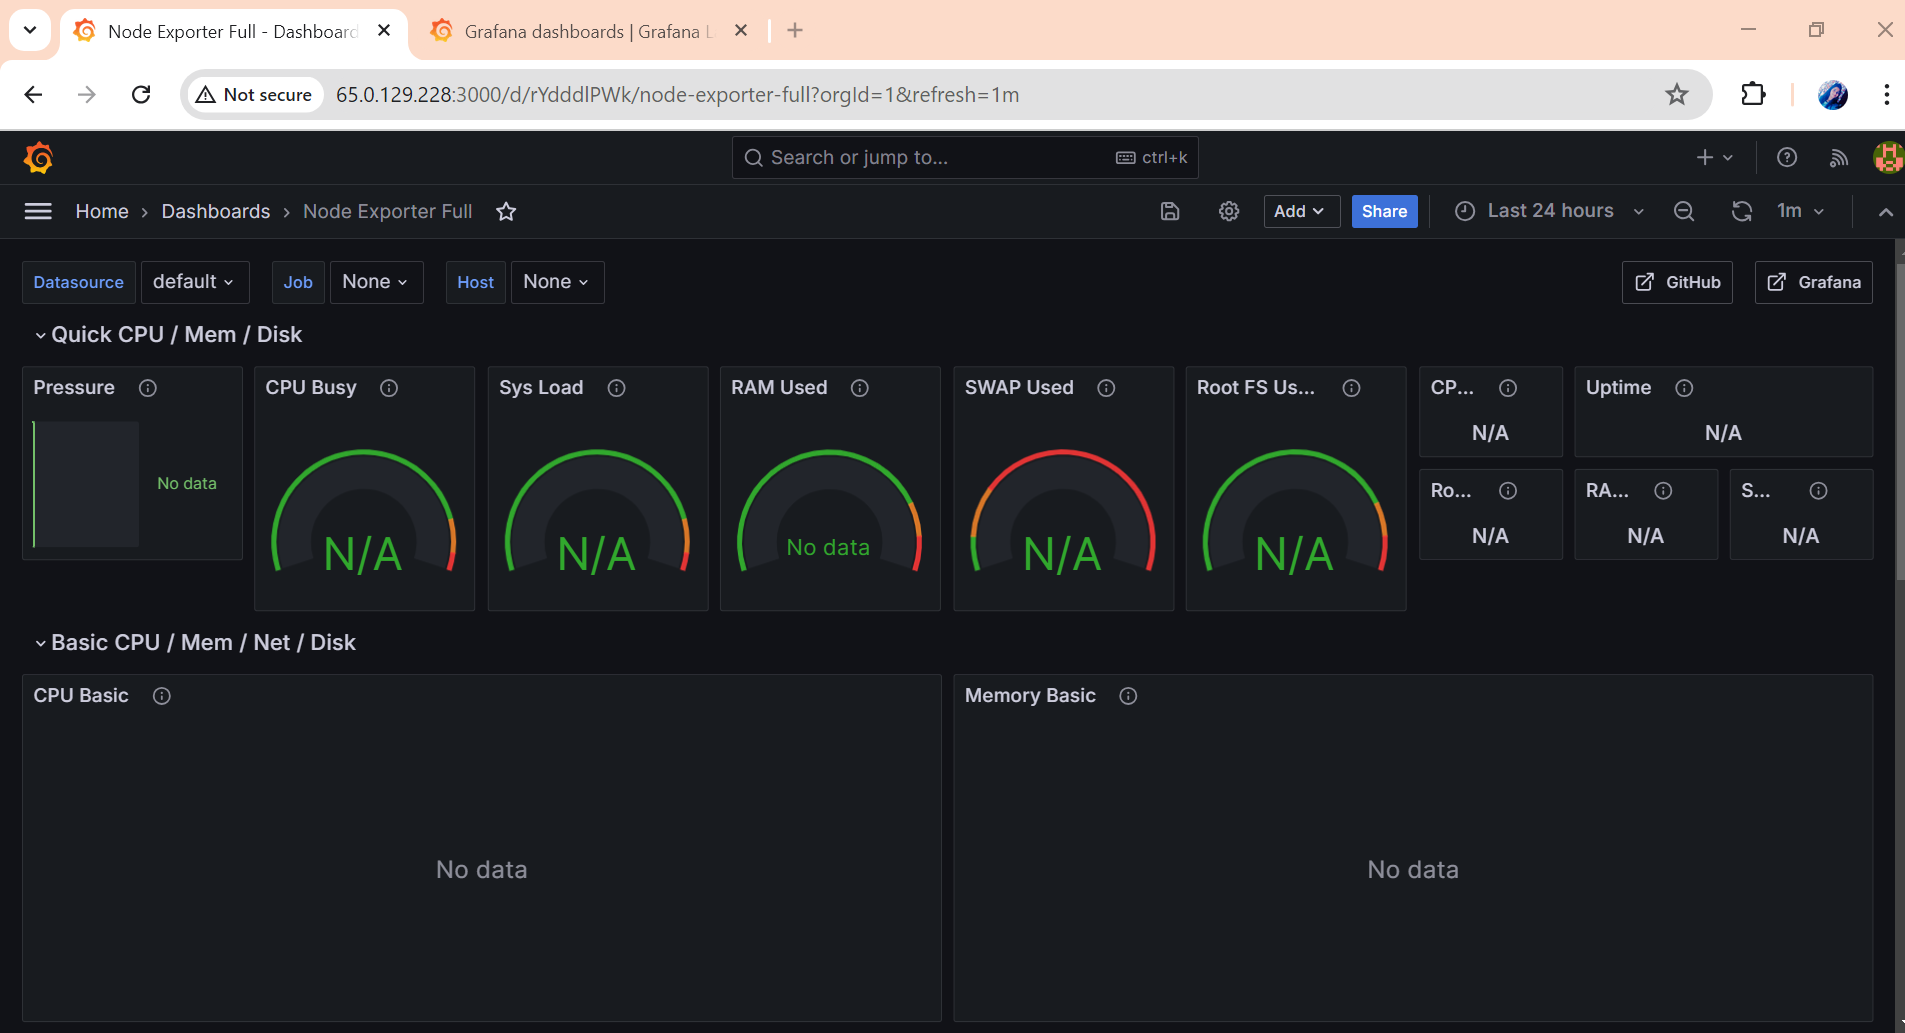 Node Exporter Full - Dashboard
Grafana dashboards | Grafana L
Not secure
65.0.129.228:3000/d/rYdddlPWk/node-exporter-full?orgId=1&refresh=1m
Search or jump to...
ctrl+k
Home › Dashboards › Node Exporter Full
Add
Share
Last 24 hours
1m
Datasource
default
Job
None
Host
None
GitHub
Grafana
Quick CPU / Mem / Disk
Pressure
No data
CPU Busy
N/A
Sys Load
N/A
RAM Used
No data
SWAP Used
N/A
Root FS Us...
N/A
CP...
N/A
Uptime
N/A
Ro...
N/A
RA...
N/A
S...
N/A
Basic CPU / Mem / Net / Disk
CPU Basic
No data
Memory Basic
No data